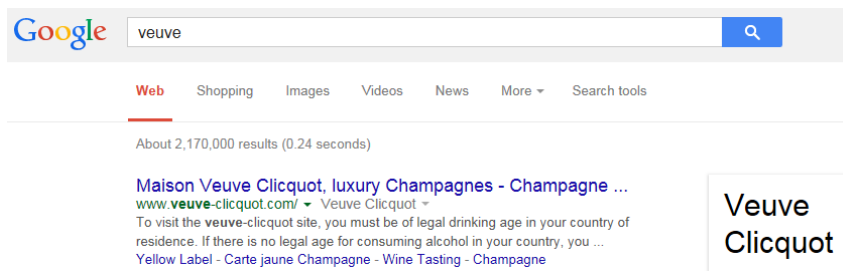 Google veuve
Web Shopping Images Videos News More Search tools
About 2,170,000 results (0.24 seconds)
Maison Veuve Clicquot, luxury Champagnes - Champagne ...
www.veuve-clicquot.com/ Veuve Clicquot
To visit the veuve-clicquot site, you must be of legal drinking age in your country of
residence. If there is no legal age for consuming alcohol in your country, you ...
Yellow Label - Carte jaune Champagne - Wine Tasting - Champagne
Veuve
Clicquot